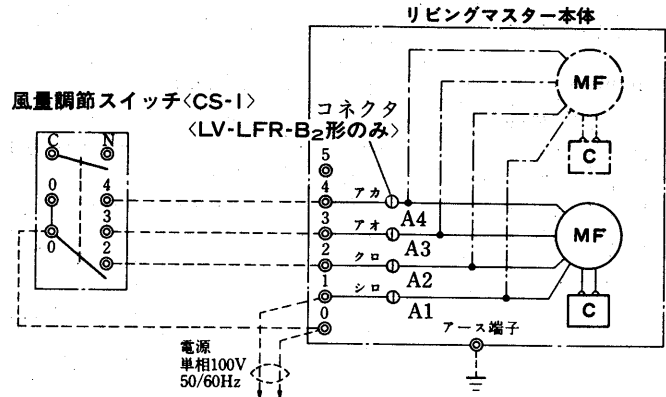 リビングマスター本体
風量調節スイッチ〈CS-1〉
コネクタ
〈LV-LFR-B₂形のみ〉
C N
0 4
3
0 2
5
4 アカ A4
3 アオ A3
2 クロ A2
1 シロ A1
0
MF
C
MF
C
アース端子
電源
単相100V
50/60Hz